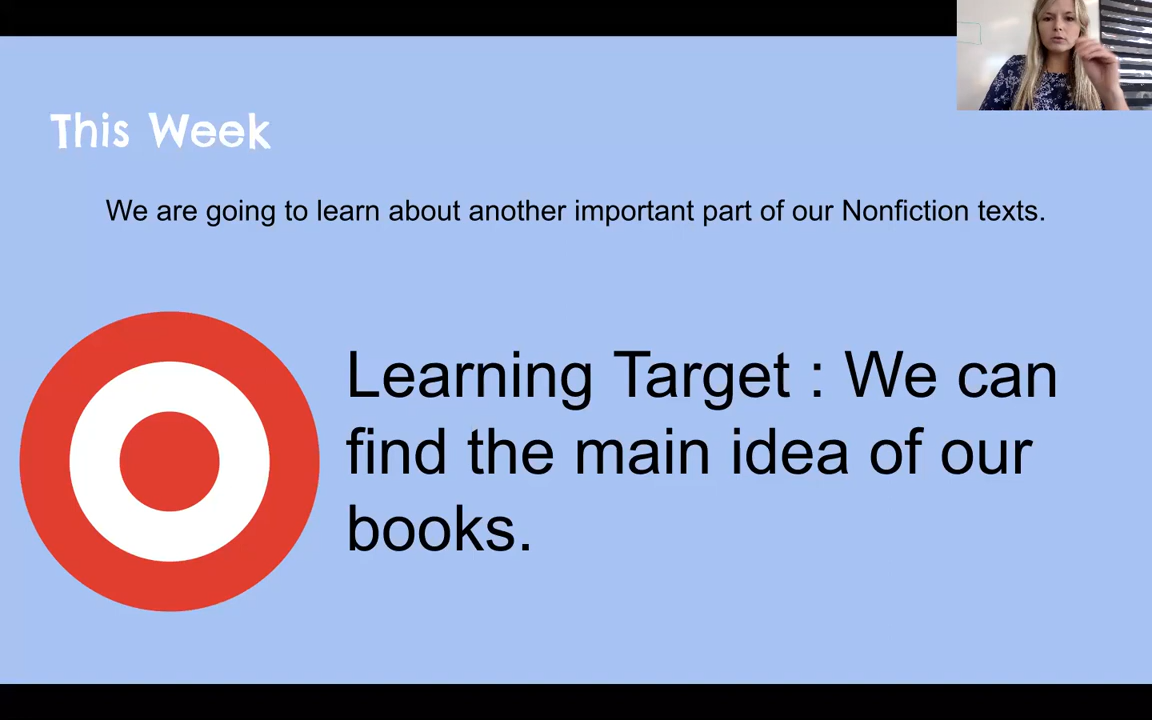 This Week
We are going to learn about another important part of our Nonfiction texts.
Learning Target : We can
find the main idea of our
books.